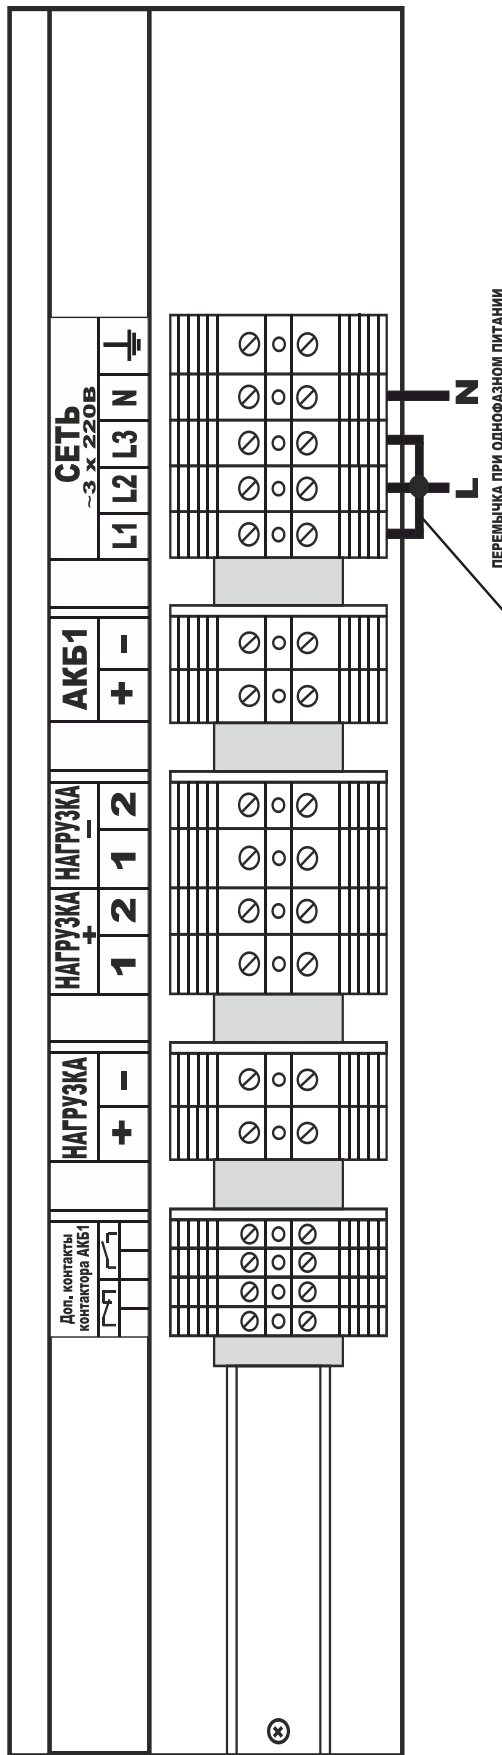 СЕТЬ
~3 x 220В
L1 L2 L3 N
АКБ1
+ −
НАГРУЗКА
−
1 2
НАГРУЗКА
+
1 2
НАГРУЗКА
+ −
Доп. контакты
контактора АКБ1
N
L
ПЕРЕМЫЧКА ПРИ ОДНОФАЗНОМ ПИТАНИИ